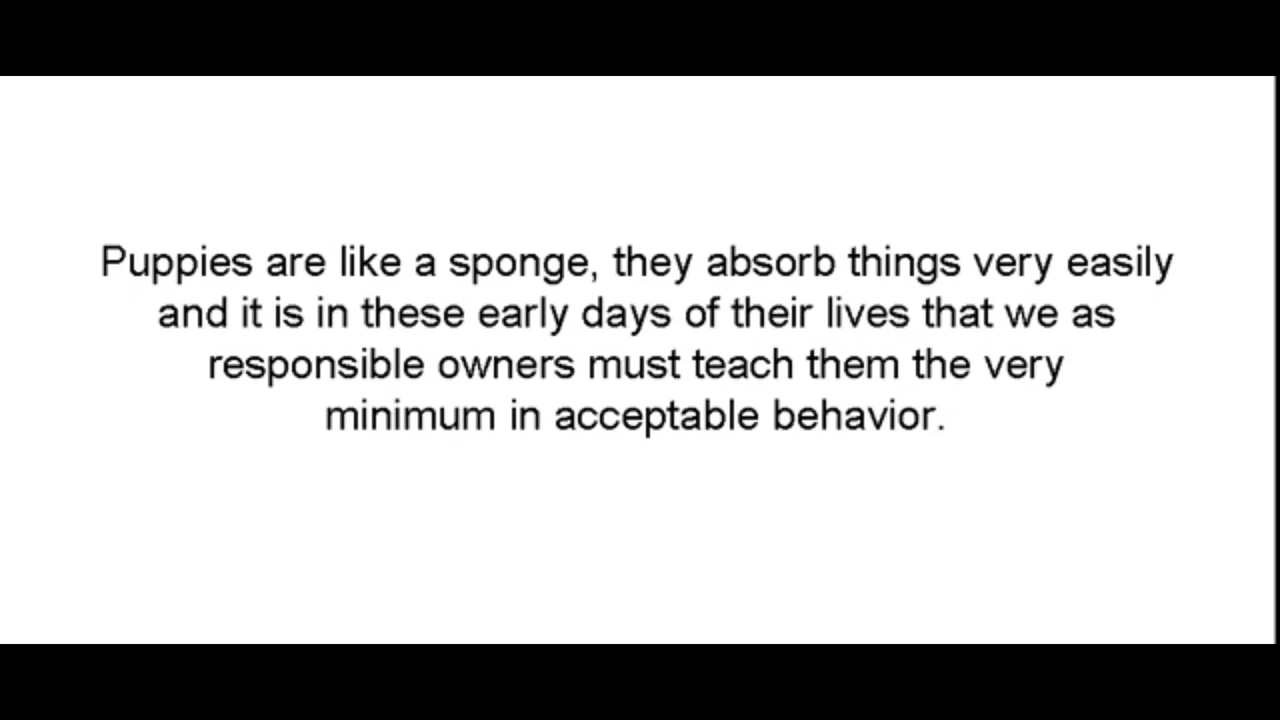 Puppies are like a sponge, they absorb things very easily
and it is in these early days of their lives that we as
responsible owners must teach them the very
minimum in acceptable behavior.